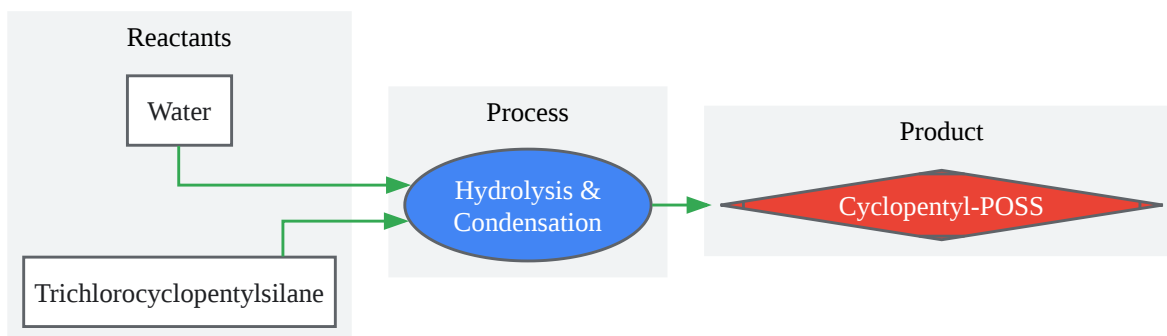 Reactants
Water
Trichlorocyclopentylsilane
Process
Hydrolysis &
Condensation
Product
Cyclopentyl-POSS